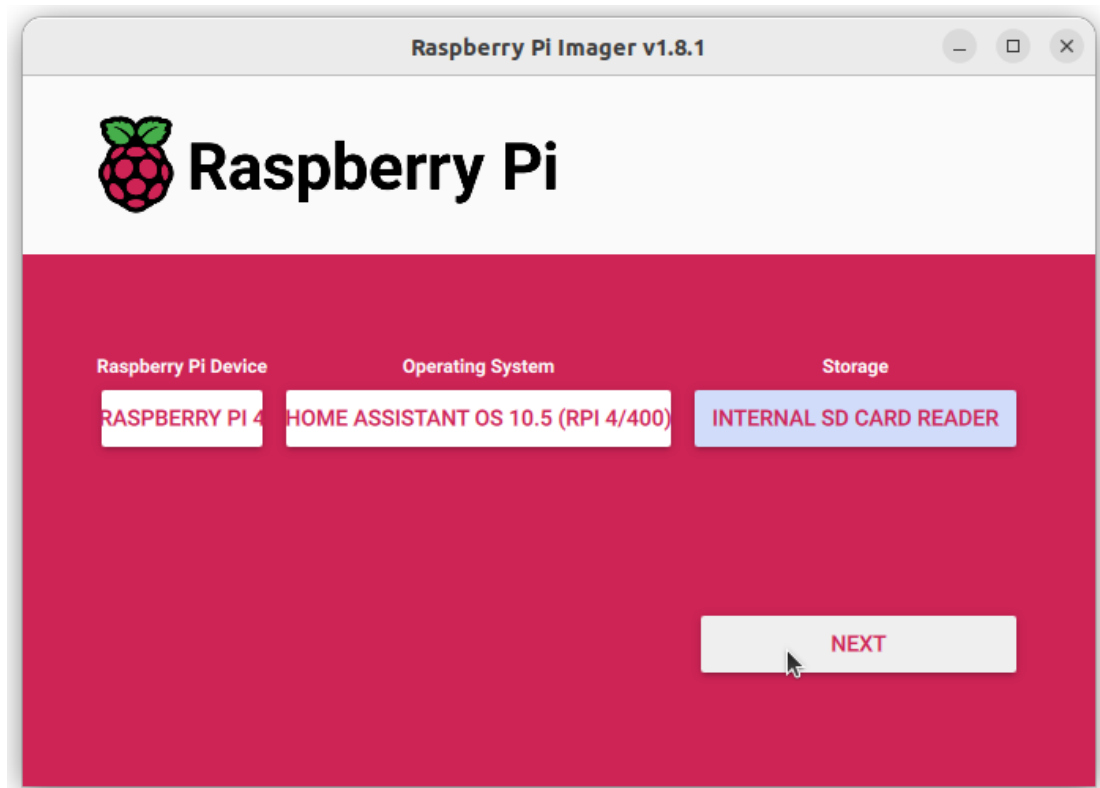 Raspberry Pi Imager v1.8.1
Raspberry Pi
Raspberry Pi Device
Operating System
Storage
RASPBERRY PI 4
HOME ASSISTANT OS 10.5 (RPI 4/400)
INTERNAL SD CARD READER
NEXT